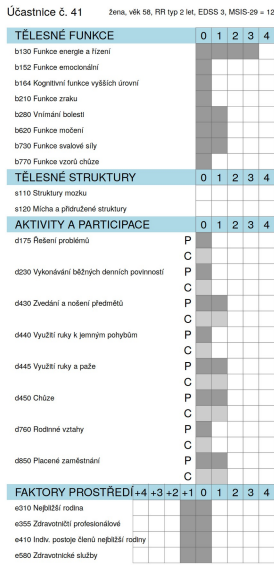 Účastnice č. 41 žena, věk 58, RR typ 2 let, EDSS 3, MSIS-29 = 12
TĚLESNÉ FUNKCE 0 1 2 3 4
b130 Funkce energie a řízení
b152 Funkce emocionální
b164 Kognitivní funkce vyšších úrovní
b210 Funkce zraku
b280 Vnímání bolesti
b620 Funkce močení
b730 Funkce svalové síly
b770 Funkce vzorů chůze
TĚLESNÉ STRUKTURY 0 1 2 3 4
s110 Struktury mozku
s120 Mícha a přidružené struktury
AKTIVITY A PARTICIPACE 0 1 2 3 4
d175 Řešení problémů P
C
d230 Vykonávání běžných denních povinností P
C
d430 Zvedání a nošení předmětů P
C
d440 Využití ruky k jemným pohybům P
C
d445 Využití ruky a paže P
C
d450 Chůze P
C
d760 Rodinné vztahy P
C
d850 Placené zaměstnání P
C
FAKTORY PROSTŘEDÍ +4 +3 +2 +1 0 1 2 3 4
e310 Nejbližší rodina
e355 Zdravotničtí profesionálové
e410 Indiv. postoje členů nejbližší rodiny
e580 Zdravotnické služby